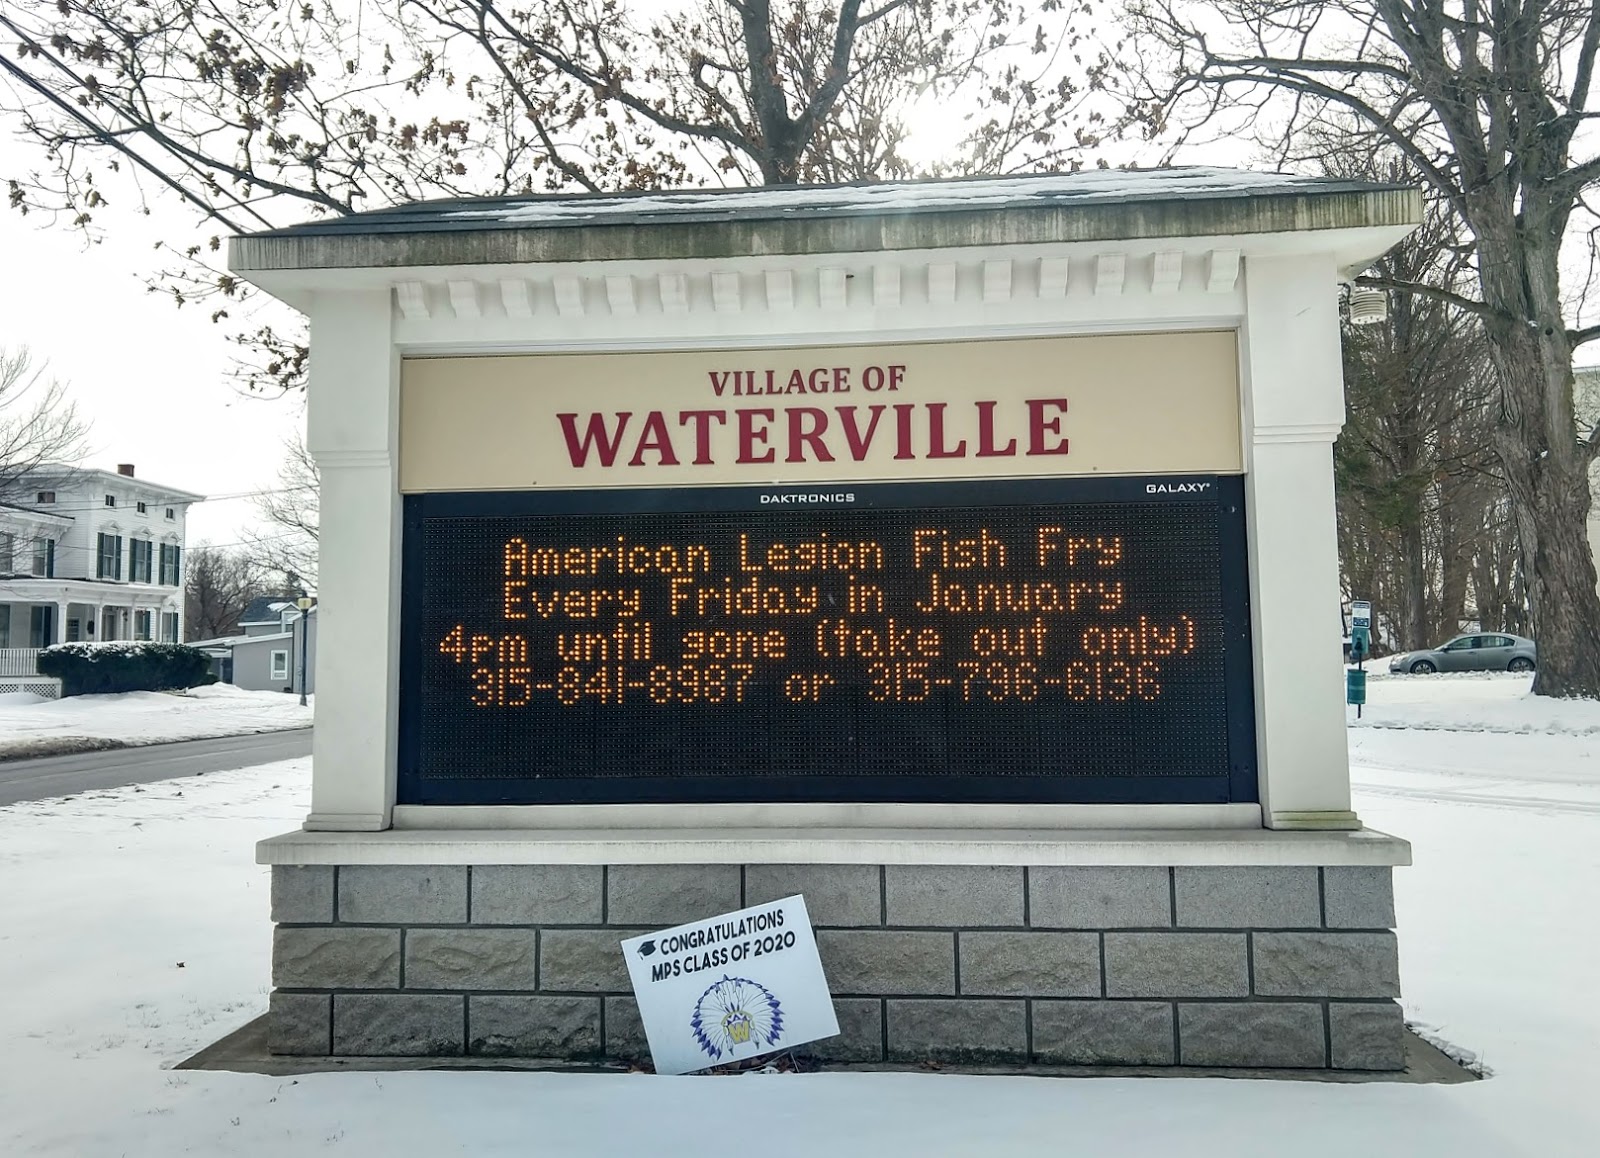 VILLAGE OF
WATERVILLE
DAKTRONICS
GALAXY®
American Legion Fish Fry
Every Friday in January
4pm until gone (take out only)
315-841-8987 or 315-796-6136
CONGRATULATIONS
MPS CLASS OF 2020
W